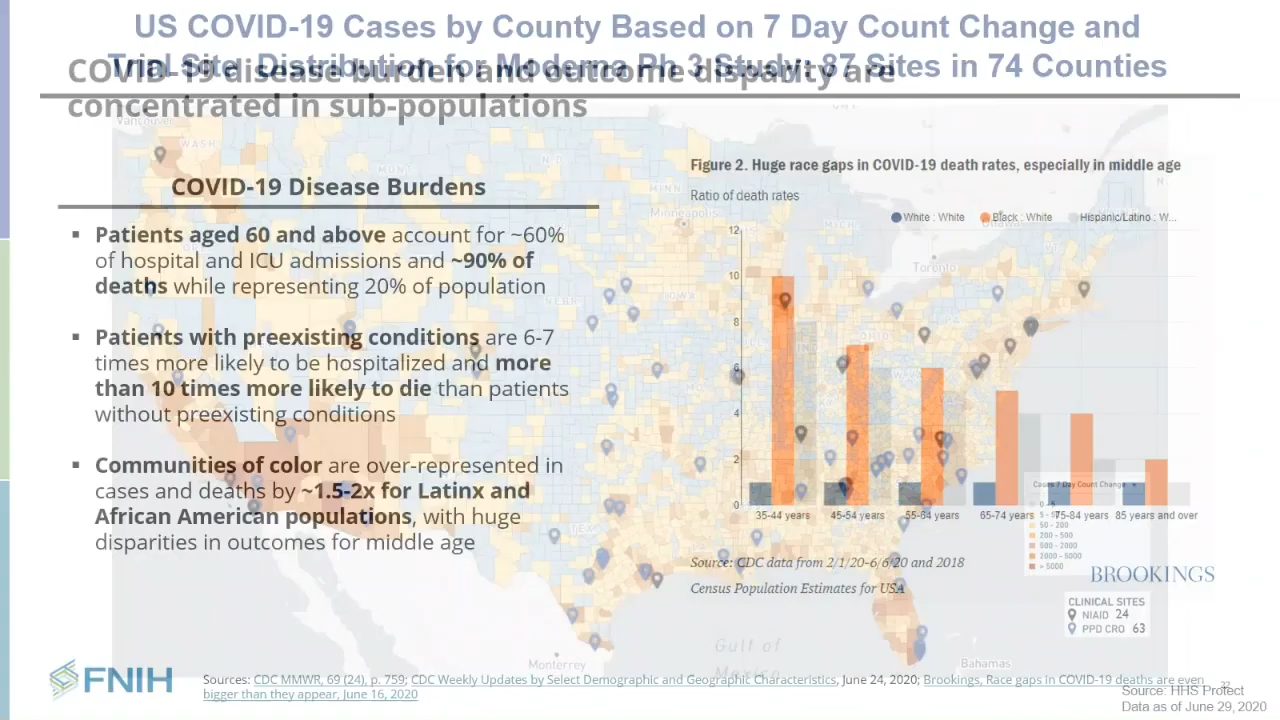 US COVID-19 Cases by County Based on 7 Day Count Change and
Trial Site Distribution for Moderna Ph 3 Study: 87 Sites in 74 Counties
COVID-19 disease burden and outcome disparity are
concentrated in sub-populations
COVID-19 Disease Burdens
▪ Patients aged 60 and above account for ~60%
of hospital and ICU admissions and ~90% of
deaths while representing 20% of population
▪ Patients with preexisting conditions are 6-7
times more likely to be hospitalized and more
than 10 times more likely to die than patients
without preexisting conditions
▪ Communities of color are over-represented in
cases and deaths by ~1.5-2x for Latinx and
African American populations, with huge
disparities in outcomes for middle age
Figure 2. Huge race gaps in COVID-19 death rates, especially in middle age
Ratio of death rates
White : White Black : White Hispanic/Latino : W...
12
10
8
6
4
2
0
35-44 years 45-54 years 55-64 years 65-74 years 75-84 years 85 years and over
Source: CDC data from 2/1/20-6/6/20 and 2018
Census Population Estimates for USA
BROOKINGS
Vancouver
WASH
N.D.
MINN
Minneapolis
Ottawa
Toronto
IOWA
NEBR
OHIO
TEX
Monterrey
Gulf of
Mexico
Bahamas
Cases 7 Day Count Change
50 - 200
200 - 500
500 - 2000
2000 - 5000
> 5000
CLINICAL SITES
NIAID 24
PPD CRO 63
FNIH
Sources: CDC MMWR, 69 (24), p. 759; CDC Weekly Updates by Select Demographic and Geographic Characteristics, June 24, 2020; Brookings, Race gaps in COVID-19 deaths are even
bigger than they appear, June 16, 2020
Source: HHS Protect
Data as of June 29, 2020